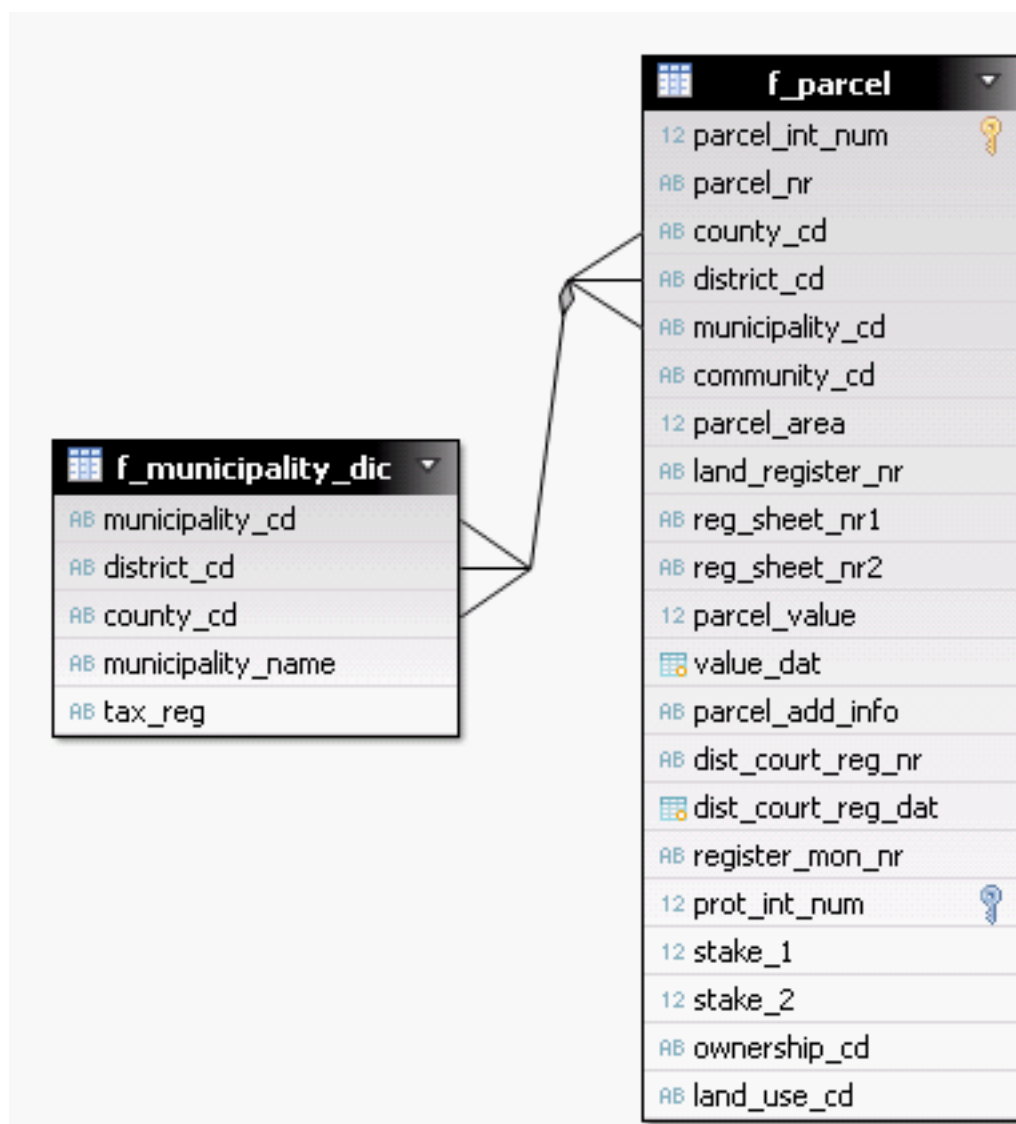 f_parcel
12 parcel_int_num
AB parcel_nr
AB county_cd
AB district_cd
AB municipality_cd
AB community_cd
12 parcel_area
AB land_register_nr
AB reg_sheet_nr1
AB reg_sheet_nr2
12 parcel_value
value_dat
AB parcel_add_info
AB dist_court_reg_nr
dist_court_reg_dat
AB register_mon_nr
12 prot_int_num
12 stake_1
12 stake_2
AB ownership_cd
AB land_use_cd
f_municipality_dic
AB municipality_cd
AB district_cd
AB county_cd
AB municipality_name
AB tax_reg